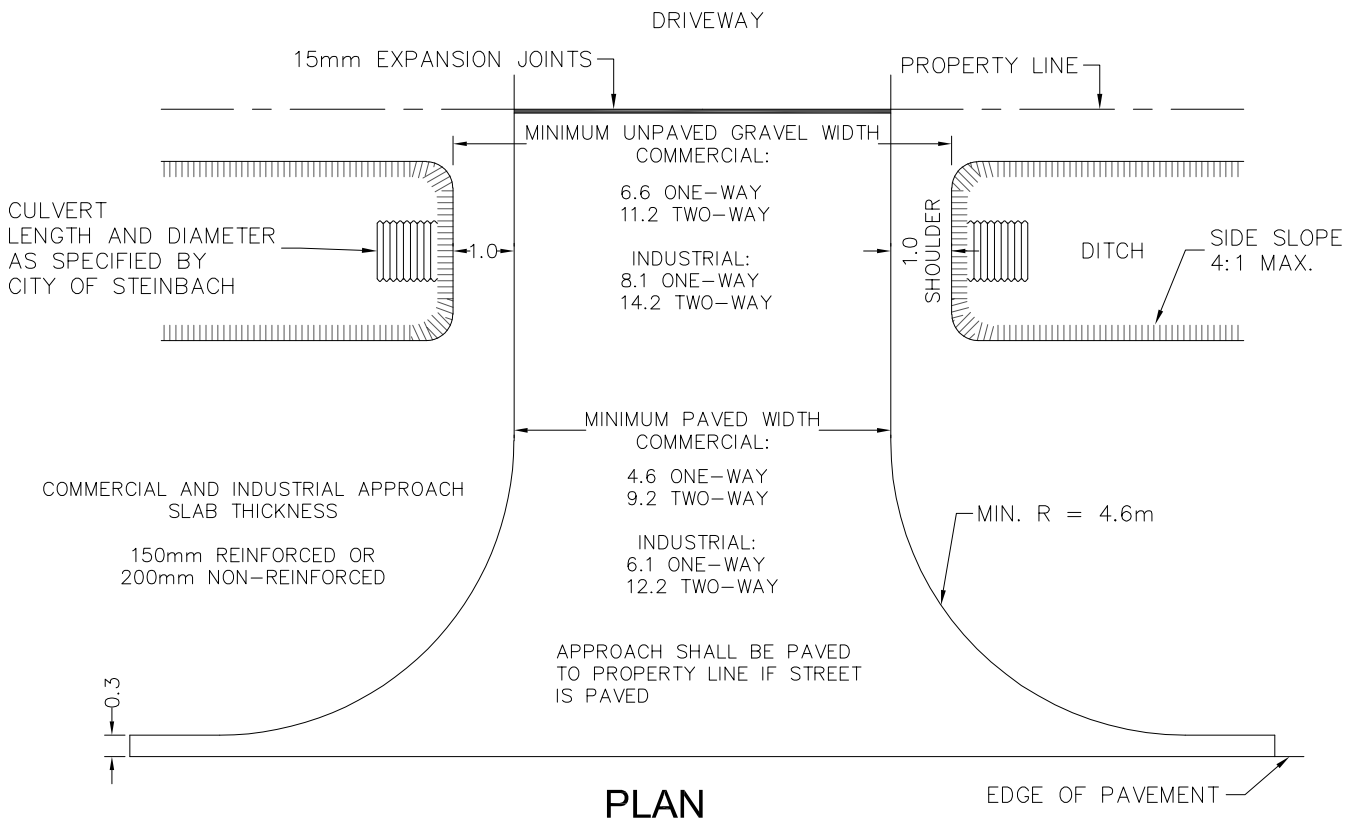 DRIVEWAY
15mm EXPANSION JOINTS
PROPERTY LINE
MINIMUM UNPAVED GRAVEL WIDTH
COMMERCIAL:
6.6 ONE-WAY
11.2 TWO-WAY
INDUSTRIAL:
8.1 ONE-WAY
14.2 TWO-WAY
CULVERT
LENGTH AND DIAMETER
AS SPECIFIED BY
CITY OF STEINBACH
1.0
1.0
SHOULDER
DITCH
SIDE SLOPE
4:1 MAX.
MINIMUM PAVED WIDTH
COMMERCIAL:
4.6 ONE-WAY
9.2 TWO-WAY
INDUSTRIAL:
6.1 ONE-WAY
12.2 TWO-WAY
COMMERCIAL AND INDUSTRIAL APPROACH
SLAB THICKNESS
150mm REINFORCED OR
200mm NON-REINFORCED
MIN. R = 4.6m
APPROACH SHALL BE PAVED
TO PROPERTY LINE IF STREET
IS PAVED
0.3
EDGE OF PAVEMENT
PLAN